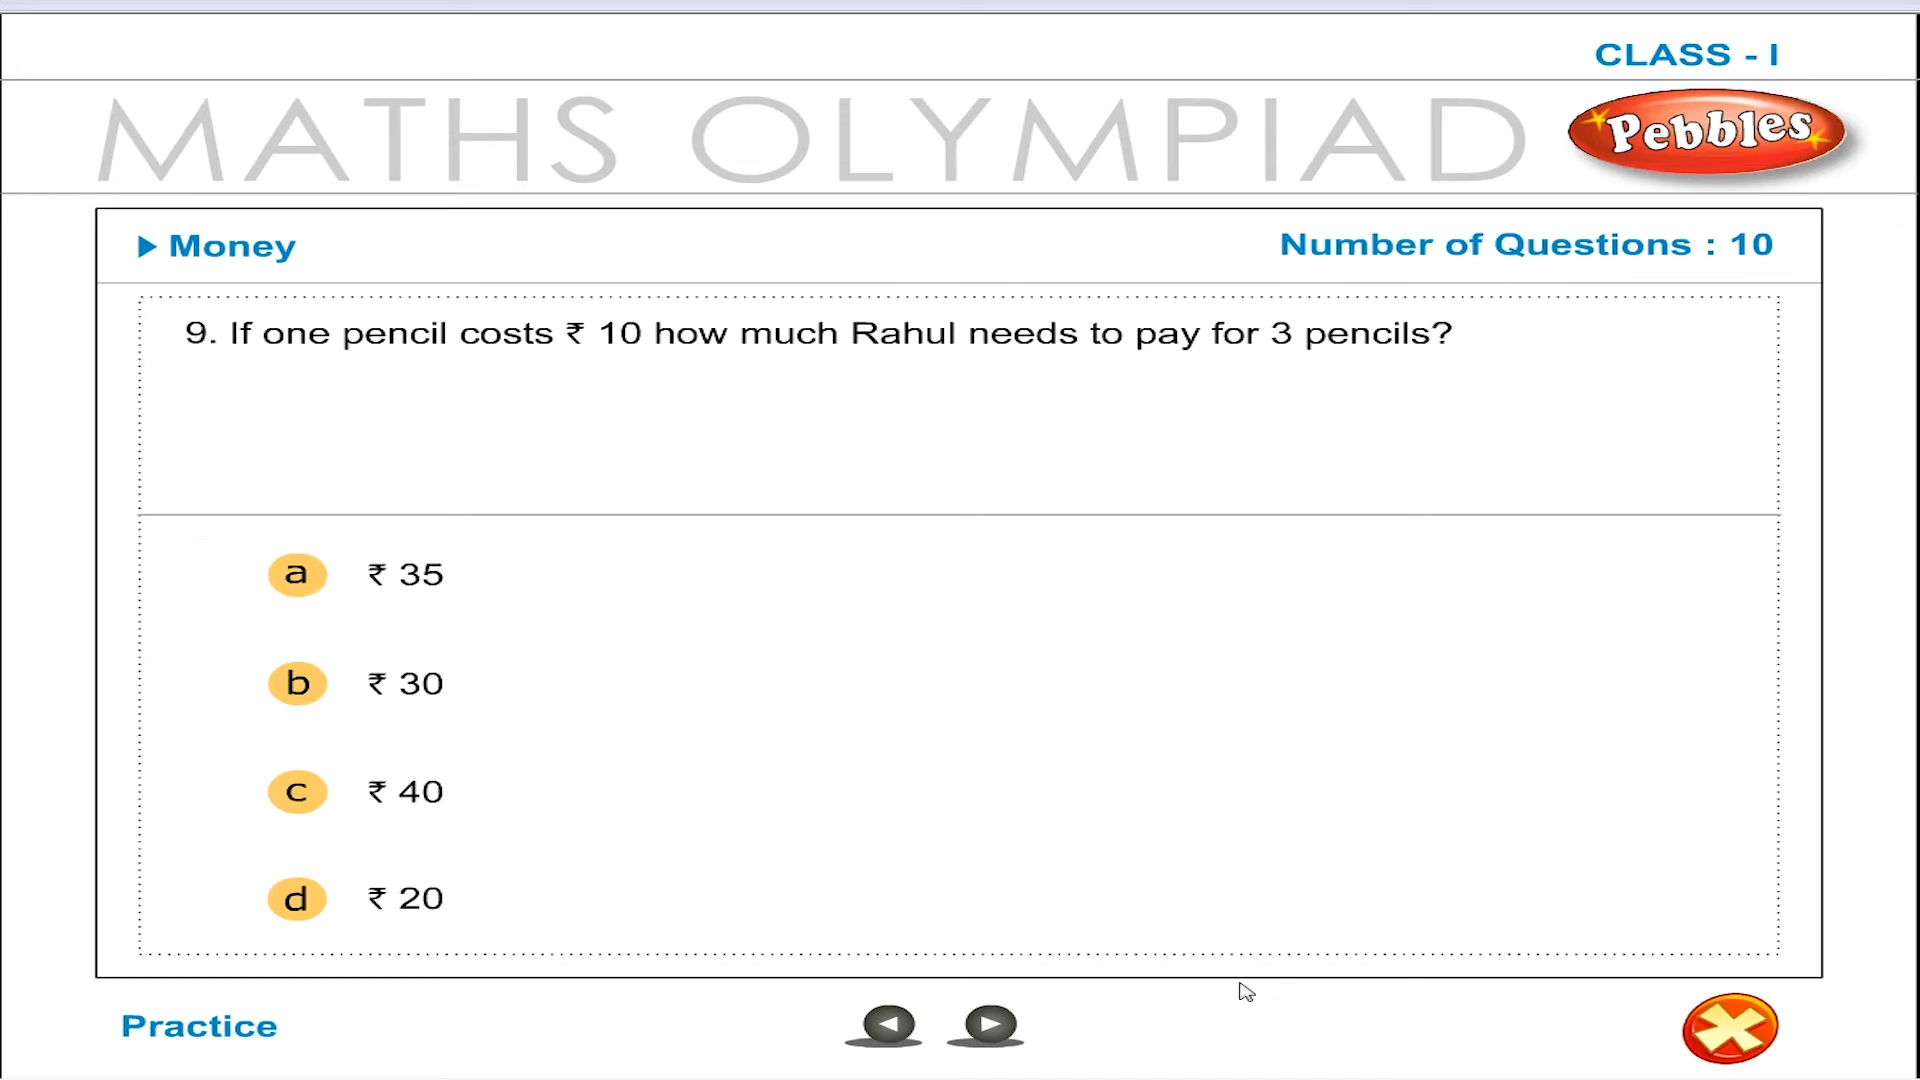 CLASS - I
MATHS OLYMPIAD
Pebbles
Money
Number of Questions : 10
9. If one pencil costs ₹ 10 how much Rahul needs to pay for 3 pencils?
a ₹ 35
b ₹ 30
c ₹ 40
d ₹ 20
Practice